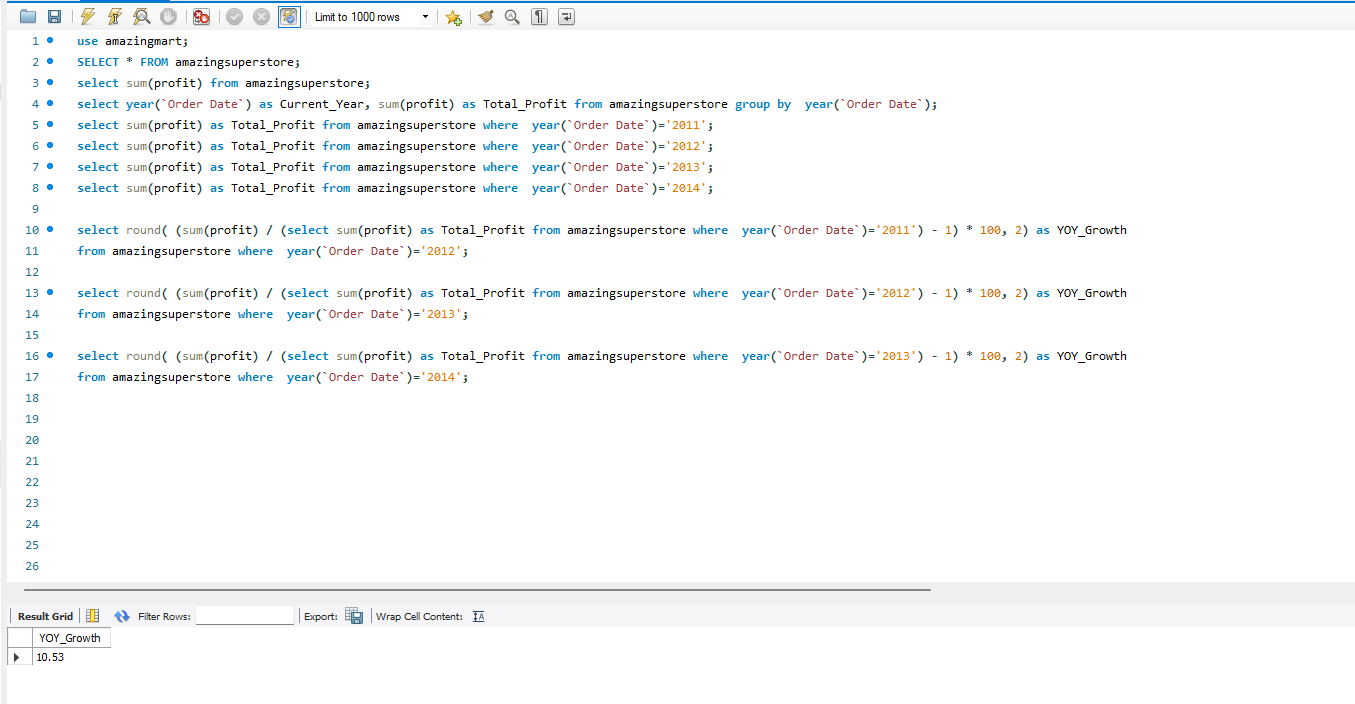 Limit to 1000 rows
1 use amazingmart;
2 SELECT * FROM amazingsuperstore;
3 select sum(profit) from amazingsuperstore;
4 select year(`Order Date`) as Current_Year, sum(profit) as Total_Profit from amazingsuperstore group by  year(`Order Date`);
5 select sum(profit) as Total_Profit from amazingsuperstore where  year(`Order Date`)='2011';
6 select sum(profit) as Total_Profit from amazingsuperstore where  year(`Order Date`)='2012';
7 select sum(profit) as Total_Profit from amazingsuperstore where  year(`Order Date`)='2013';
8 select sum(profit) as Total_Profit from amazingsuperstore where  year(`Order Date`)='2014';
9
10 select round( (sum(profit) / (select sum(profit) as Total_Profit from amazingsuperstore where  year(`Order Date`)='2011') - 1) * 100, 2) as YOY_Growth
11 from amazingsuperstore where  year(`Order Date`)='2012';
12
13 select round( (sum(profit) / (select sum(profit) as Total_Profit from amazingsuperstore where  year(`Order Date`)='2012') - 1) * 100, 2) as YOY_Growth
14 from amazingsuperstore where  year(`Order Date`)='2013';
15
16 select round( (sum(profit) / (select sum(profit) as Total_Profit from amazingsuperstore where  year(`Order Date`)='2013') - 1) * 100, 2) as YOY_Growth
17 from amazingsuperstore where  year(`Order Date`)='2014';
18
19
20
21
22
23
24
25
26
Result Grid Filter Rows: Export: Wrap Cell Content:
YOY_Growth
10.53